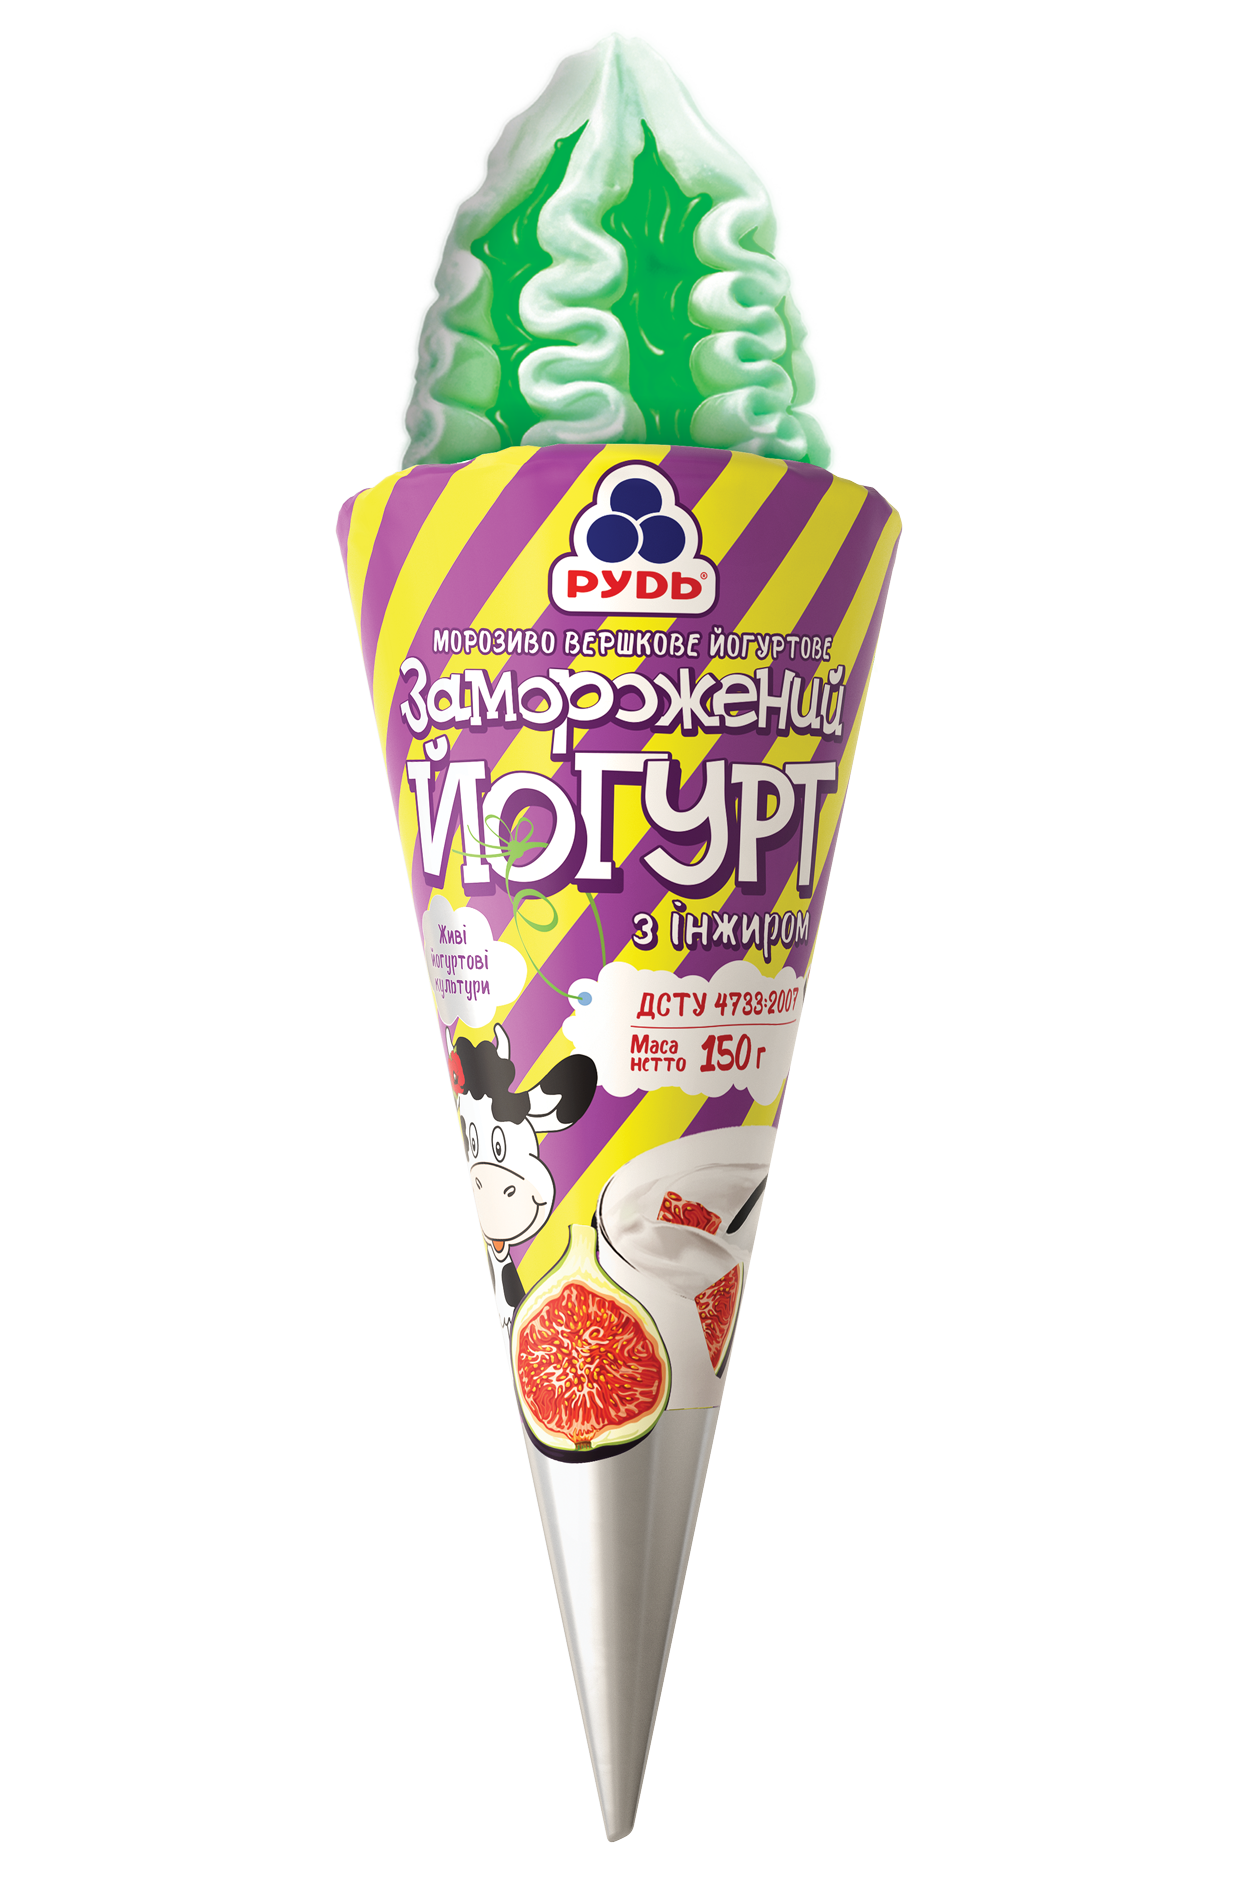 РУДЬ®
МОРОЗИВО ВЕРШКОВЕ ЙОГУРТОВЕ
Заморожений
ЙОГУРТ
з інжиром
Живі
йогуртові
культури
ДСТУ 4733:2007
Маса
нетто 150 г